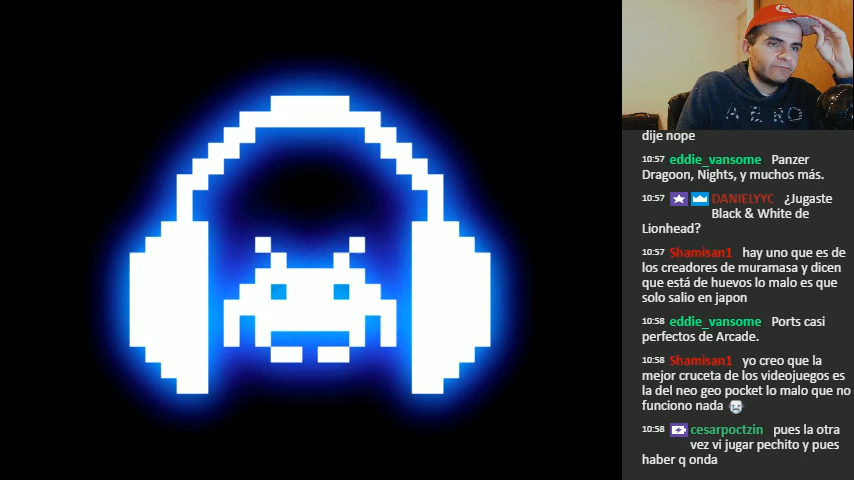 AERO
dije nope
10:57 eddie_vansome Panzer
Dragoon, Nights, y muchos más.
10:57 DANIELYYC ¿Jugaste
Black & White de
Lionhead?
10:57 Shamisan1 hay uno que es de
los creadores de muramasa y dicen
que está de huevos lo malo es que
solo salio en japon
10:58 eddie_vansome Ports casi
perfectos de Arcade.
10:58 Shamisan1 yo creo que la
mejor cruceta de los videojuegos es
la del neo geo pocket lo malo que no
funciono nada
10:58 cesarpoctzin pues la otra
vez vi jugar pechito y pues
haber q onda